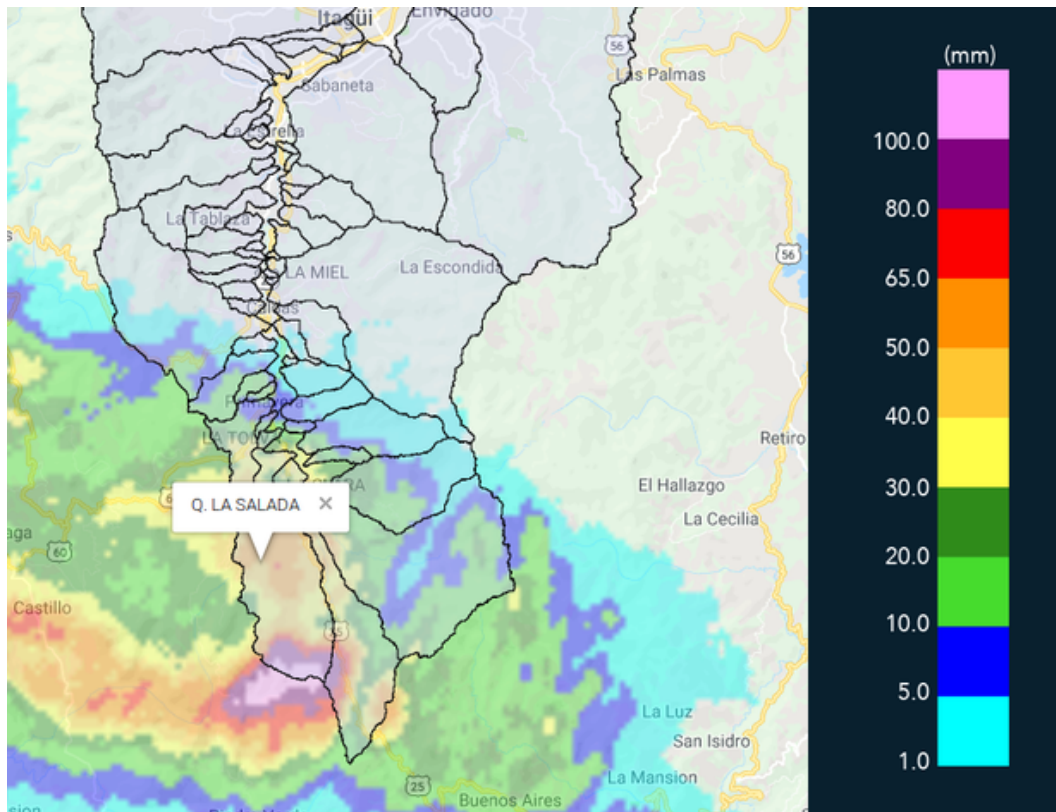 Itagüí
Envigado
56
Las Palmas
Sabaneta
La Estrella
La Tablaza
56
LA MIEL
La Escondida
Caldas
Primavera
LA TOLVA
Retiro
El Hallazgo
Q. LA SALADA ×
La Cecilia
60
Castillo
25
La Luz
San Isidro
La Mansion
25
Buenos Aires
(mm)
100.0
80.0
65.0
50.0
40.0
30.0
20.0
10.0
5.0
1.0